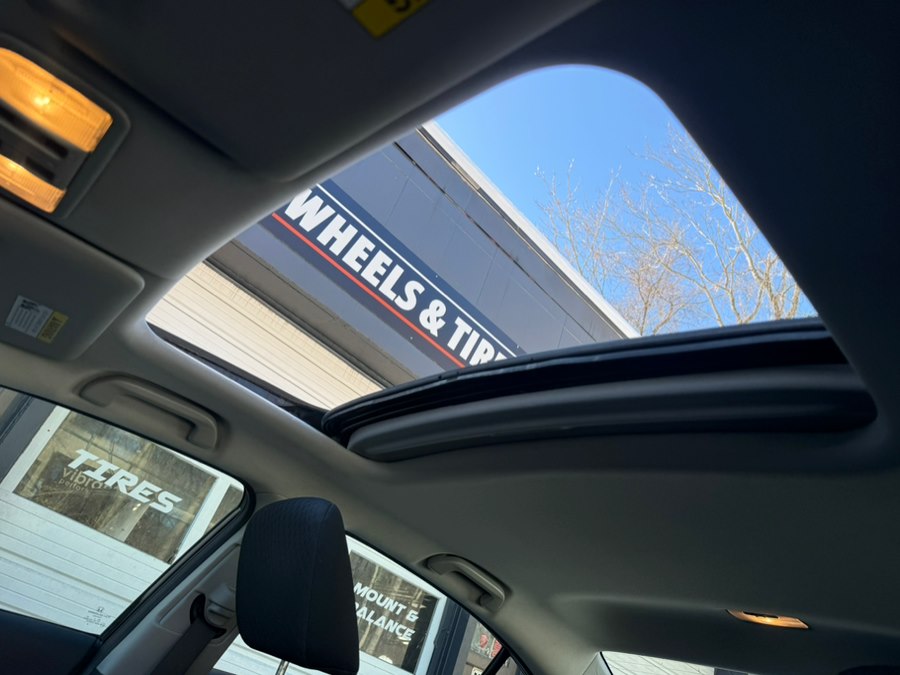 WHEELS & TIRE
TIRES
MOUNT &
BALANCE